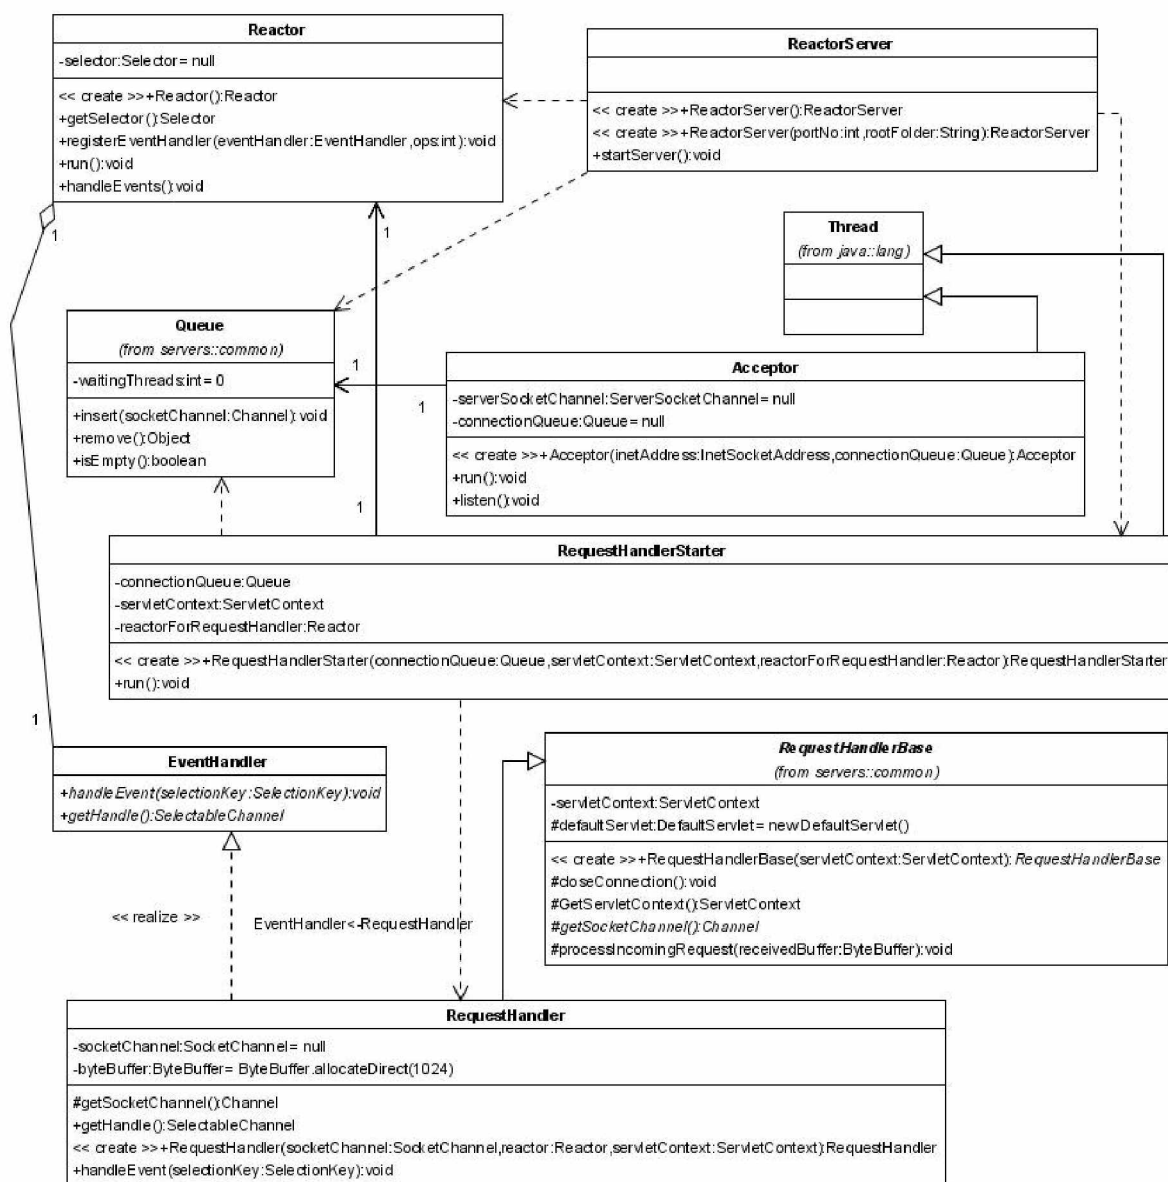 Reactor
-selector:Selector= null
<< create >>+Reactor():Reactor
+getSelector():Selector
+registerEventHandler(eventHandler:EventHandler,ops:int):void
+run():void
+handleEvents():void
ReactorServer
<< create >>+ReactorServer():ReactorServer
<< create >>+ReactorServer(portNo:int,rootFolder:String):ReactorServer
+startServer():void
1
1
Thread
(from java::lang)
Queue
(from servers::common)
-waitingThreads:int= 0
+insert(socketChannel:Channel):void
+remove():Object
+isEmpty():boolean
1
1
Acceptor
-serverSocketChannel:ServerSocketChannel= null
-connectionQueue:Queue= null
<< create >>+Acceptor(inetAddress:InetSocketAddress,connectionQueue:Queue):Acceptor
+run():void
+listen():void
1
RequestHandlerStarter
-connectionQueue:Queue
-servletContext:ServletContext
-reactorForRequestHandler:Reactor
<< create >>+RequestHandlerStarter(connectionQueue:Queue,servletContext:ServletContext,reactorForRequestHandler:Reactor):RequestHandlerStarter
+run():void
1
EventHandler
+handleEvent(selectionKey:SelectionKey):void
+getHandle():SelectableChannel
RequestHandlerBase
(from servers::common)
-servletContext:ServletContext
#defaultServlet:DefaultServlet= newDefaultServlet()
<< create >>+RequestHandlerBase(servletContext:ServletContext):RequestHandlerBase
#closeConnection():void
#GetServletContext():ServletContext
#getSocketChannel():Channel
#processIncomingRequest(receivedBuffer:ByteBuffer):void
<< realize >>
EventHandler<-RequestHandler
RequestHandler
-socketChannel:SocketChannel= null
-byteBuffer:ByteBuffer= ByteBuffer.allocateDirect(1024)
#getSocketChannel():Channel
+getHandle():SelectableChannel
<< create >>+RequestHandler(socketChannel:SocketChannel,reactor:Reactor,servletContext:ServletContext):RequestHandler
+handleEvent(selectionKey:SelectionKey):void